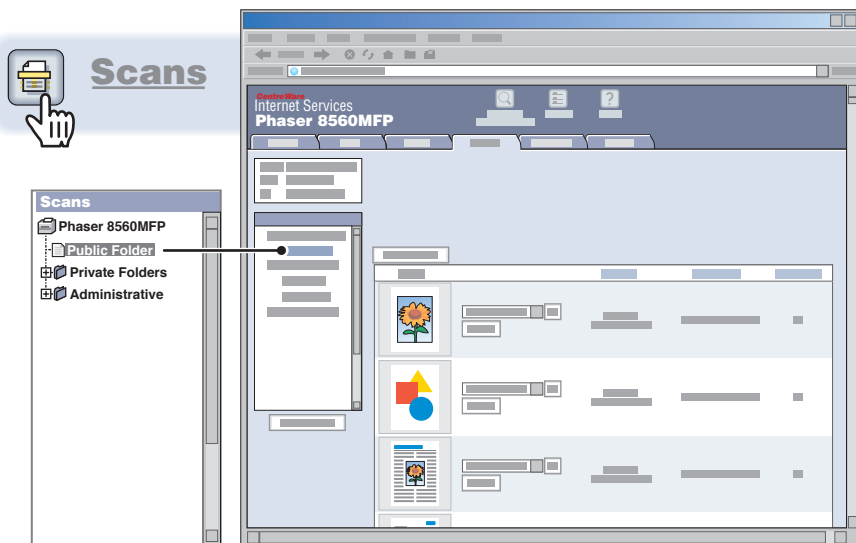 Scans
CentreWare
Internet Services
Phaser 8560MFP
?
Scans
Phaser 8560MFP
Public Folder
Private Folders
Administrative